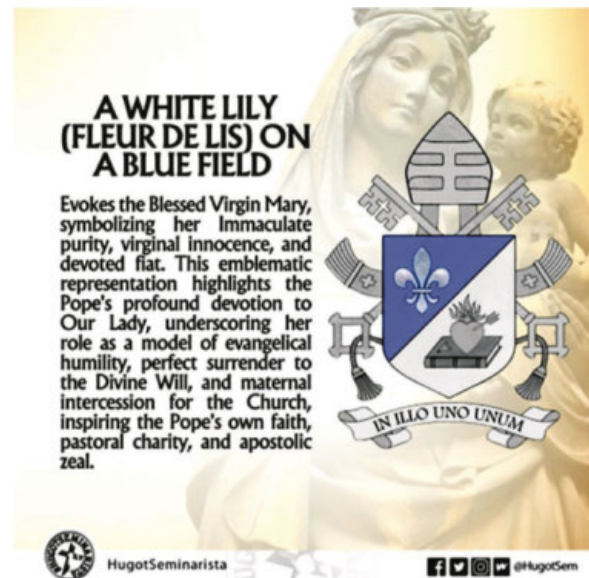 A WHITE LILY
(FLEUR DE LIS) ON
A BLUE FIELD
Evokes the Blessed Virgin Mary,
symbolizing her Immaculate
purity, virginal innocence, and
devoted fiat. This emblematic
representation highlights the
Pope's profound devotion to
Our Lady, underscoring her
role as a model of evangelical
humility, perfect surrender to
the Divine Will, and maternal
intercession for the Church,
inspiring the Pope's own faith,
pastoral charity, and apostolic
zeal.
IN ILLO UNO UNUM
HUGOTSEMINARISTA
HugotSeminarista
@HugotSem